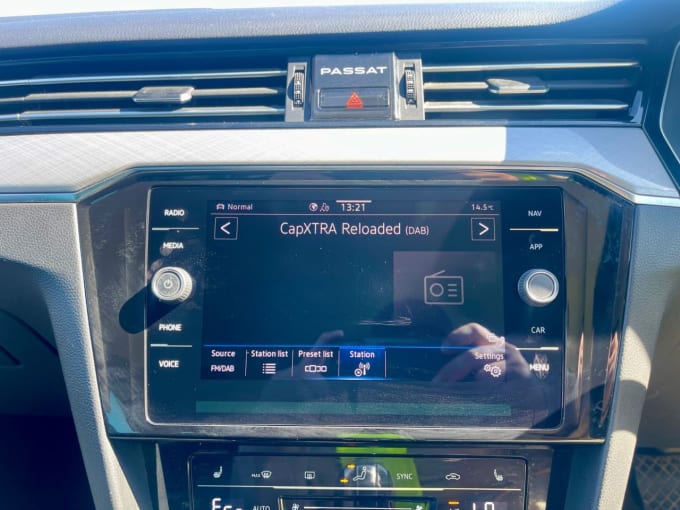 PASSAT
Normal 13:21 14.5°C
RADIO NAV
CapXTRA Reloaded (DAB)
MEDIA APP
PHONE CAR
Source Station list Preset list Station Settings
VOICE FM/DAB MENU
MAX SYNC
AUTO